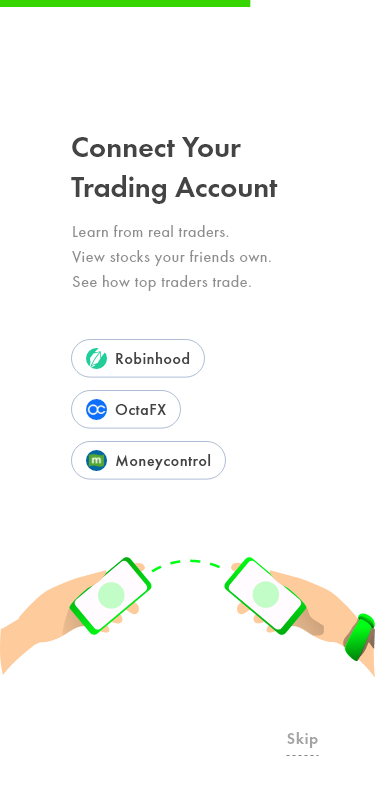 Connect Your
Trading Account
Learn from real traders.
View stocks your friends own.
See how top traders trade.
Robinhood
OctaFX
Moneycontrol
Skip